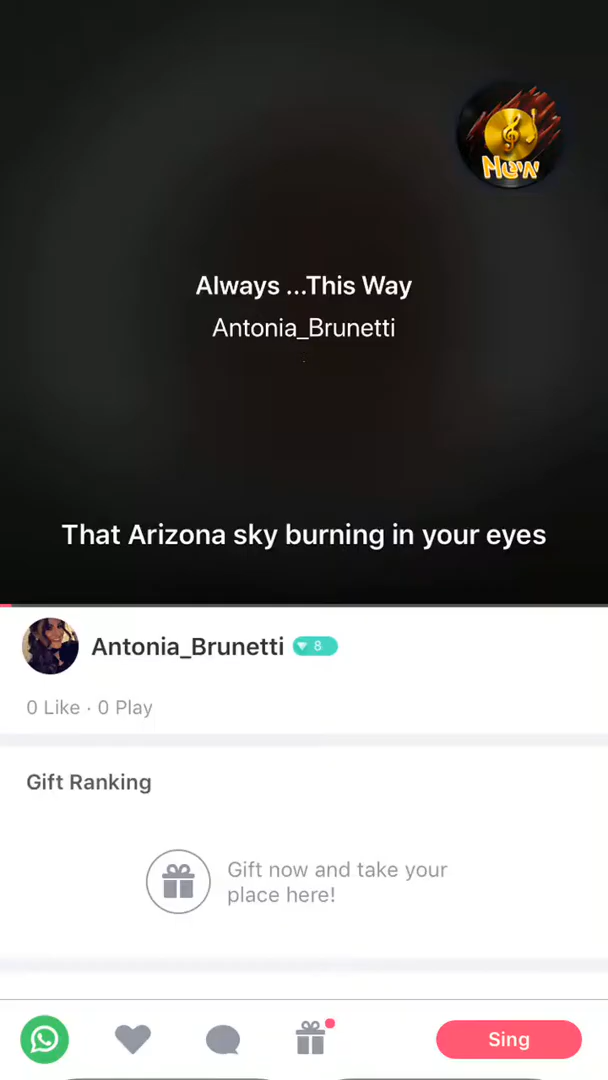 New
Always ...This Way
Antonia_Brunetti
That Arizona sky burning in your eyes
Antonia_Brunetti 8
0 Like · 0 Play
Gift Ranking
Gift now and take your
place here!
Sing